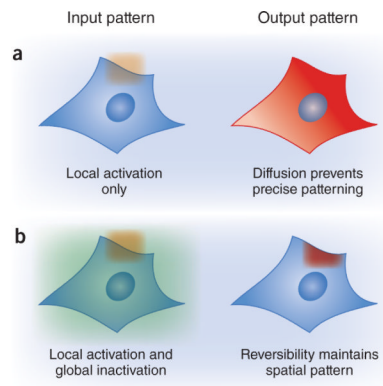 Input pattern
Output pattern
a
Local activation
only
Diffusion prevents
precise patterning
b
Local activation and
global inactivation
Reversibility maintains
spatial pattern